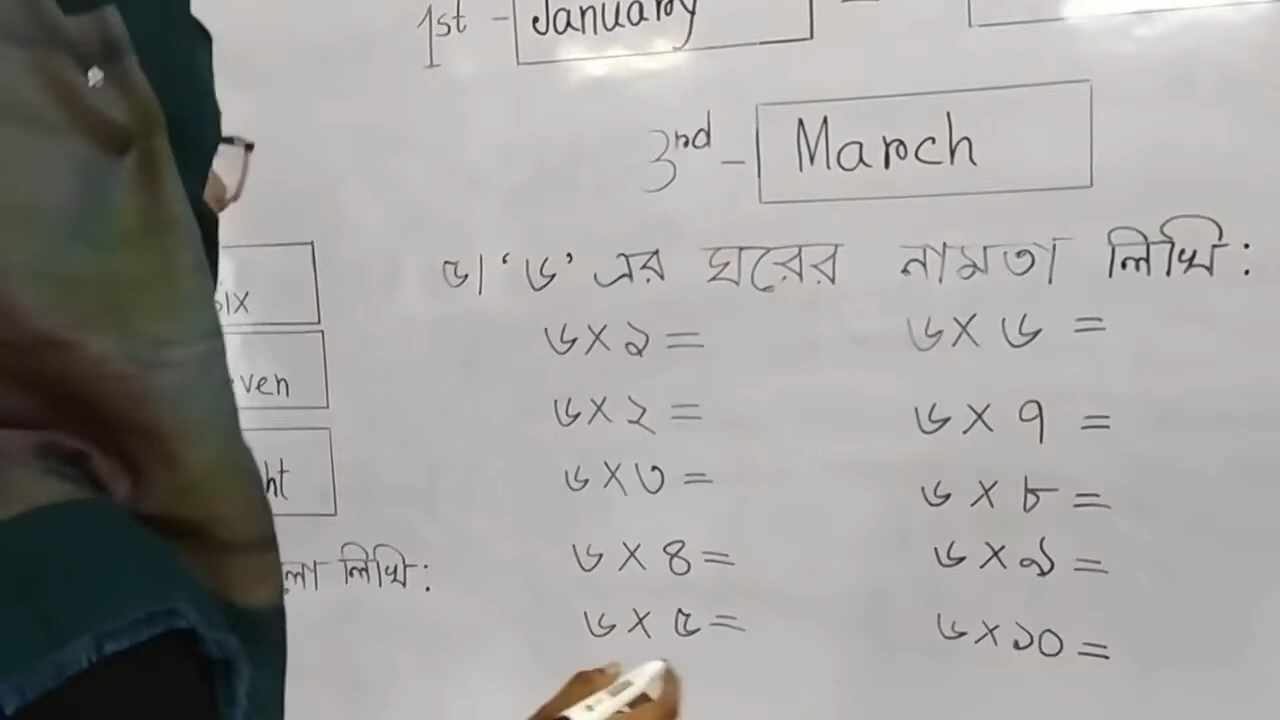 1st - January -
3nd - March
৬। '৬' এর ঘরের নামতা লিখি:
৬ × ১ =
৬ × ২ =
৬ × ৩ =
৬ × ৪ =
৬ × ৫ =
৬ × ৬ =
৬ × ৭ =
৬ × ৮ =
৬ × ৯ =
৬ × ১০ =
ix
ven
ht
লো লিখি: